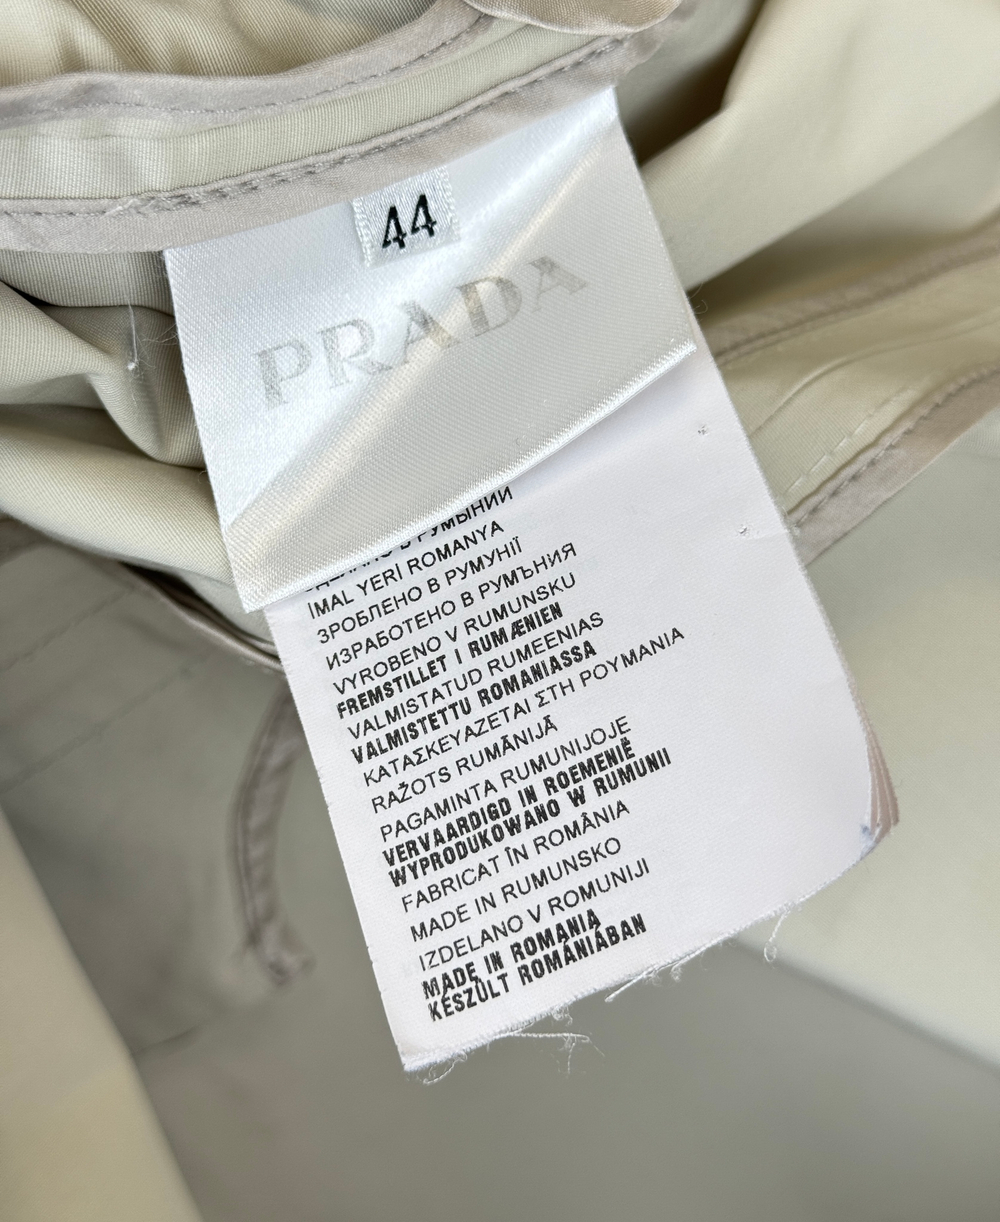 44
PRADA
В РУМЫНИИ
İMAL YERİ ROMANYA
ЗРОБЛЕНО В РУМУНІЇ
ИЗРАБОТЕНО В РУМЪНИЯ
VYROBENO V RUMUNSKU
FREMSTILLET I RUMÆNIEN
VALMISTATUD RUMEENIAS
VALMISTETTU ROMANIASSA
ΚΑΤΑΣΚΕΥΑΖΕΤΑΙ ΣΤΗ ΡΟΥΜΑΝΙΑ
RAŽOTS RUMĀNIJĀ
PAGAMINTA RUMUNIJOJE
VERVAARDIGD IN ROEMENIË
WYPRODUKOWANO W RUMUNII
FABRICAT ÎN ROMÂNIA
MADE IN RUMUNSKO
IZDELANO V ROMUNIJI
MADE IN ROMANIA
KÉSZÜLT ROMÁNIÁBAN